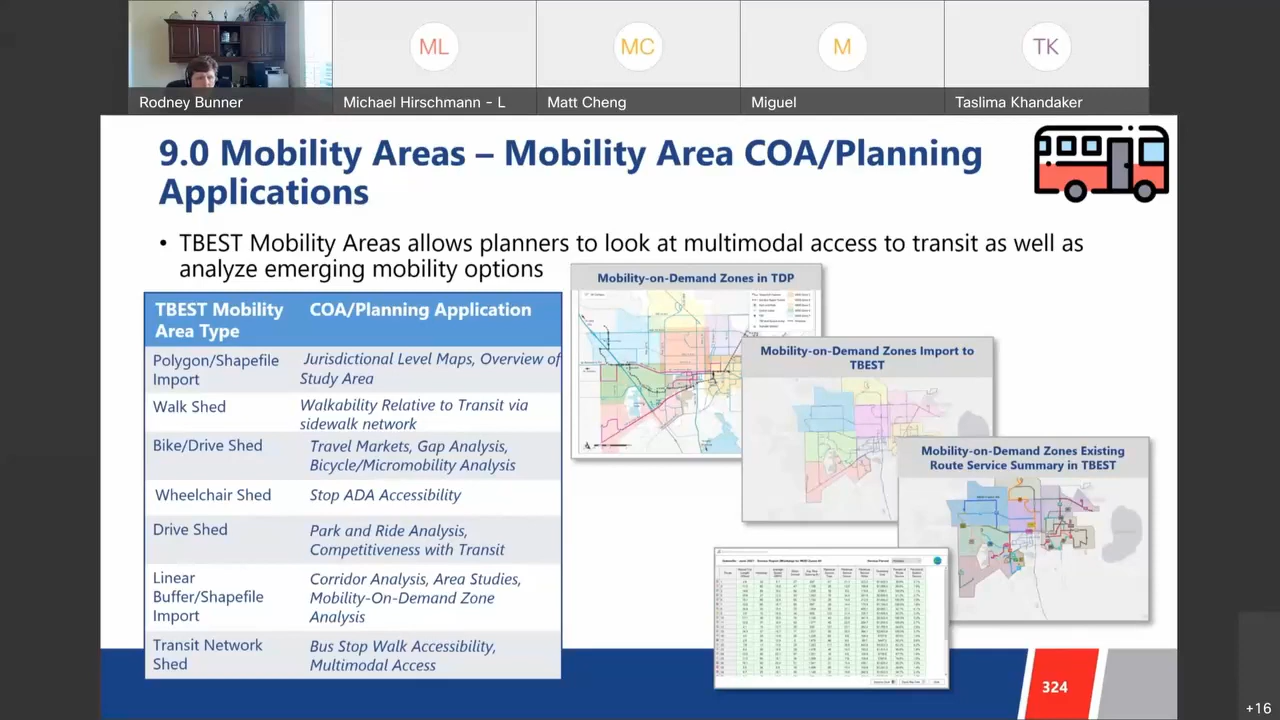 ML
MC
M
TK
Rodney Bunner
Michael Hirschmann - L
Matt Cheng
Miguel
Taslima Khandaker
9.0 Mobility Areas – Mobility Area COA/Planning
Applications
• TBEST Mobility Areas allows planners to look at multimodal access to transit as well as
analyze emerging mobility options
TBEST Mobility
Area Type
COA/Planning Application
Polygon/Shapefile
Import
Jurisdictional Level Maps, Overview of
Study Area
Walk Shed
Walkability Relative to Transit via
sidewalk network
Bike/Drive Shed
Travel Markets, Gap Analysis,
Bicycle/Micromobility Analysis
Wheelchair Shed
Stop ADA Accessibility
Drive Shed
Park and Ride Analysis,
Competitiveness with Transit
Linear
Buffer/Shapefile
Import
Corridor Analysis, Area Studies,
Mobility-On-Demand Zone
Analysis
Transit Network
Shed
Bus Stop Walk Accessibility,
Multimodal Access
Mobility-on-Demand Zones in TDP
Mobility-on-Demand Zones Import to
TBEST
Mobility-on-Demand Zones Existing
Route Service Summary in TBEST
324
+16